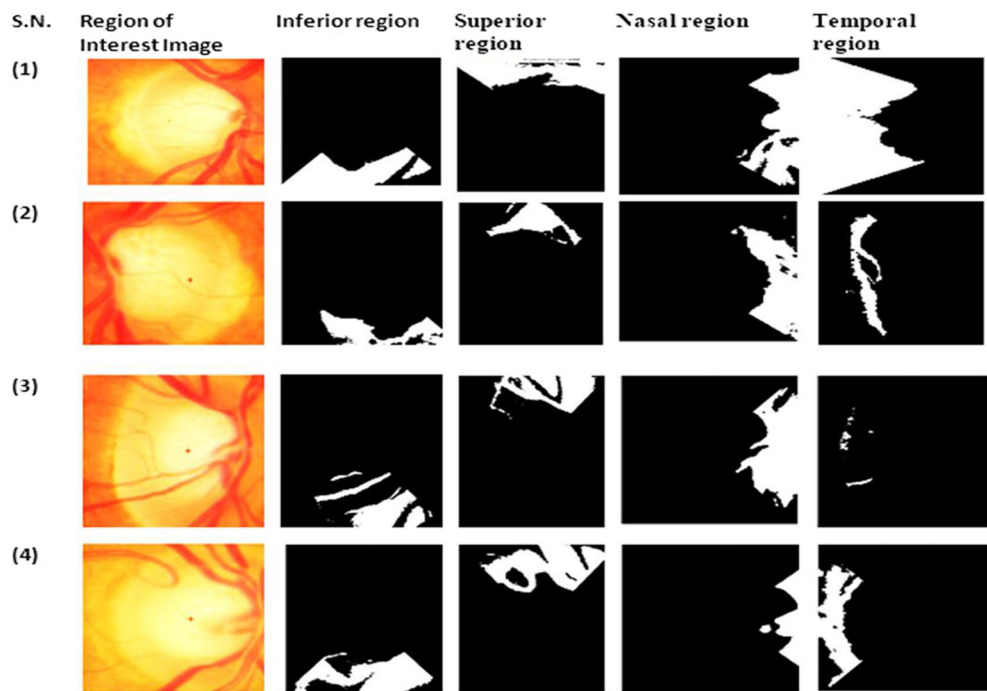 S.N. Region of Interest Image Inferior region Superior region Nasal region Temporal region
(1)
(2)
(3)
(4)